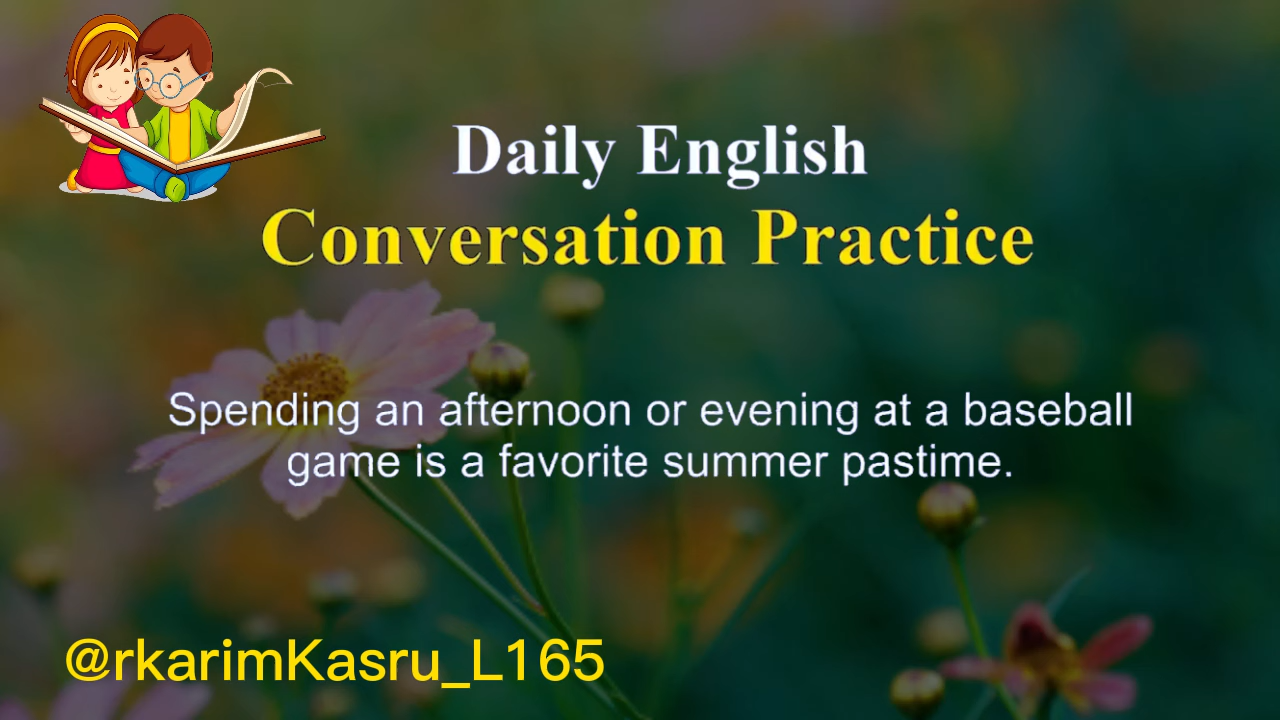 Daily English
Conversation Practice
Spending an afternoon or evening at a baseball
game is a favorite summer pastime.
@rkarimKasru_L165